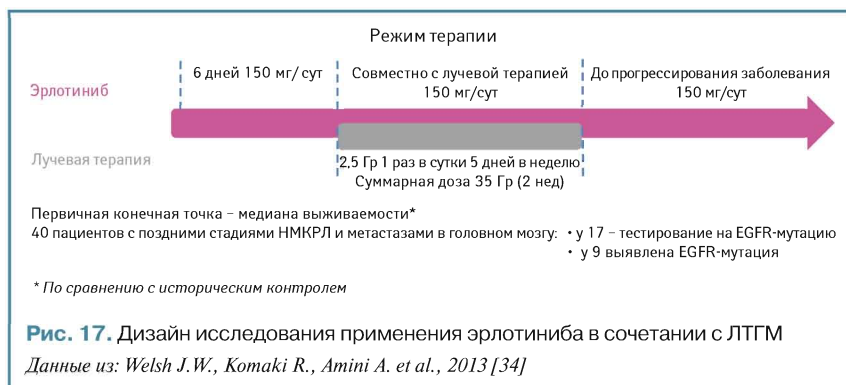 Режим терапии
6 дней 150 мг/ сут
Совместно с лучевой терапией
150 мг/сут
До прогрессирования заболевания
150 мг/сут
Эрлотиниб
Лучевая терапия
2,5 Гр 1 раз в сутки 5 дней в неделю
Суммарная доза 35 Гр (2 нед)
Первичная конечная точка – медиана выживаемости*
40 пациентов с поздними стадиями НМКРЛ и метастазами в головном мозгу: • у 17 – тестирование на EGFR-мутацию
• у 9 выявлена EGFR-мутация
* По сравнению с историческим контролем
Рис. 17. Дизайн исследования применения эрлотиниба в сочетании с ЛТГМ
Данные из: Welsh J.W., Komaki R., Amini A. et al., 2013 [34]